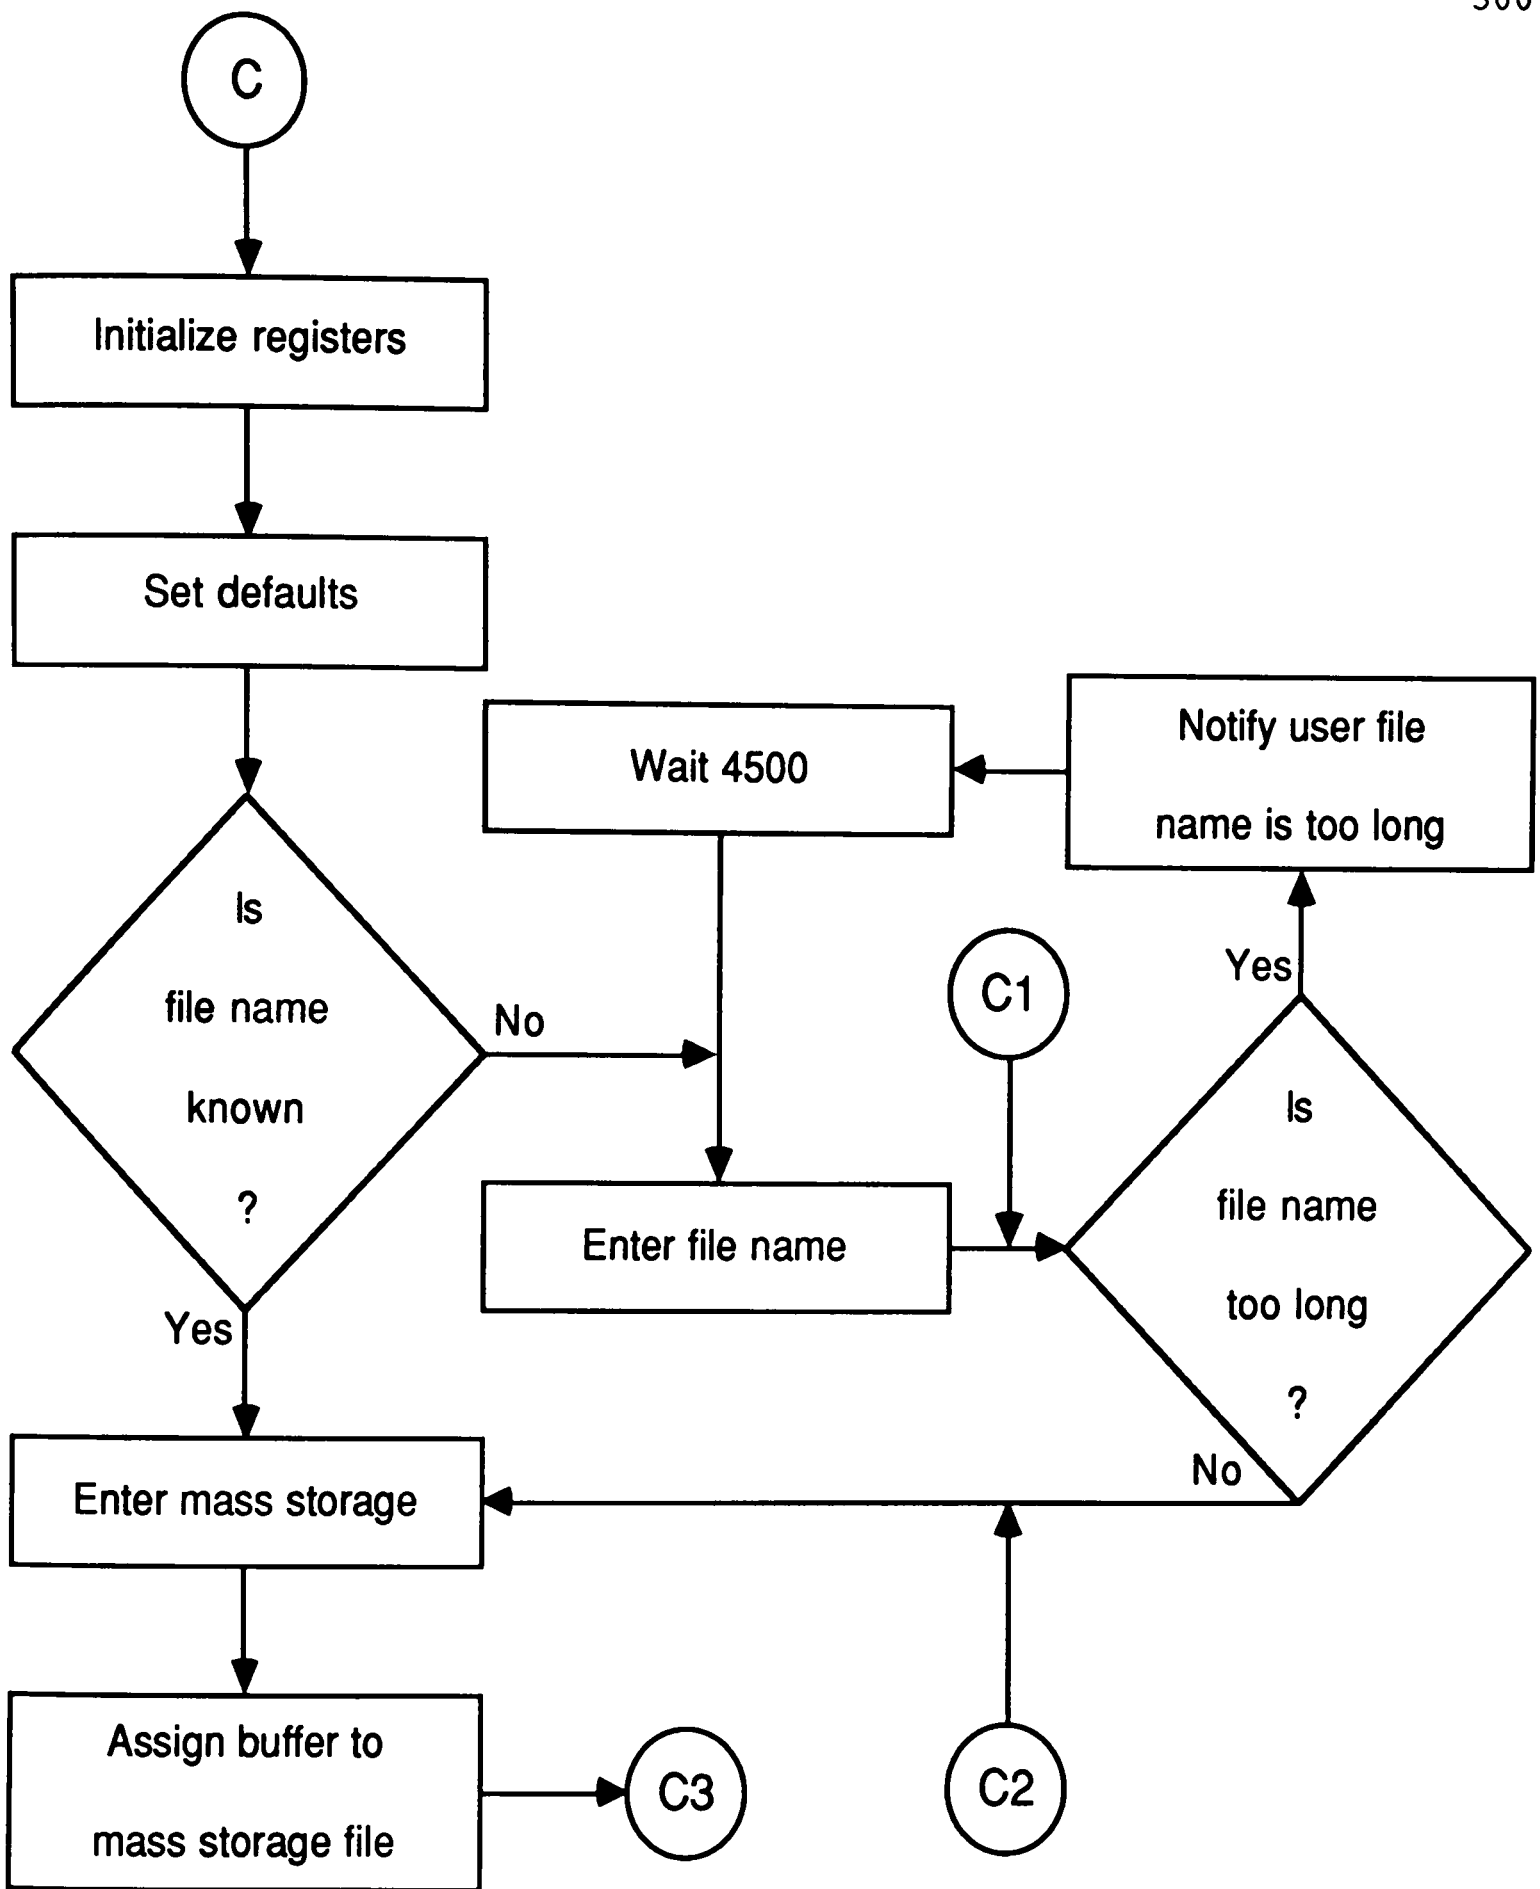 C
Initialize registers
Set defaults
Is
file name
known
?
No
Yes
Wait 4500
Notify user file
name is too long
Yes
C1
Is
file name
too long
?
No
Enter file name
Enter mass storage
Assign buffer to
mass storage file
C3
C2